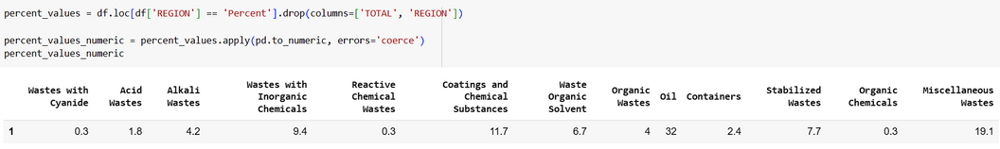 percent_values = df.loc[df['REGION'] == 'Percent'].drop(columns=['TOTAL', 'REGION'])
percent_values_numeric = percent_values.apply(pd.to_numeric, errors='coerce')
percent_values_numeric
Wastes with Cyanide Acid Wastes Alkali Wastes Wastes with Inorganic Chemicals Reactive Chemical Wastes Coatings and Chemical Substances Waste Organic Solvent Organic Wastes Oil Containers Stabilized Wastes Organic Chemicals Miscellaneous Wastes
1 0.3 1.8 4.2 9.4 0.3 11.7 6.7 4 32 2.4 7.7 0.3 19.1